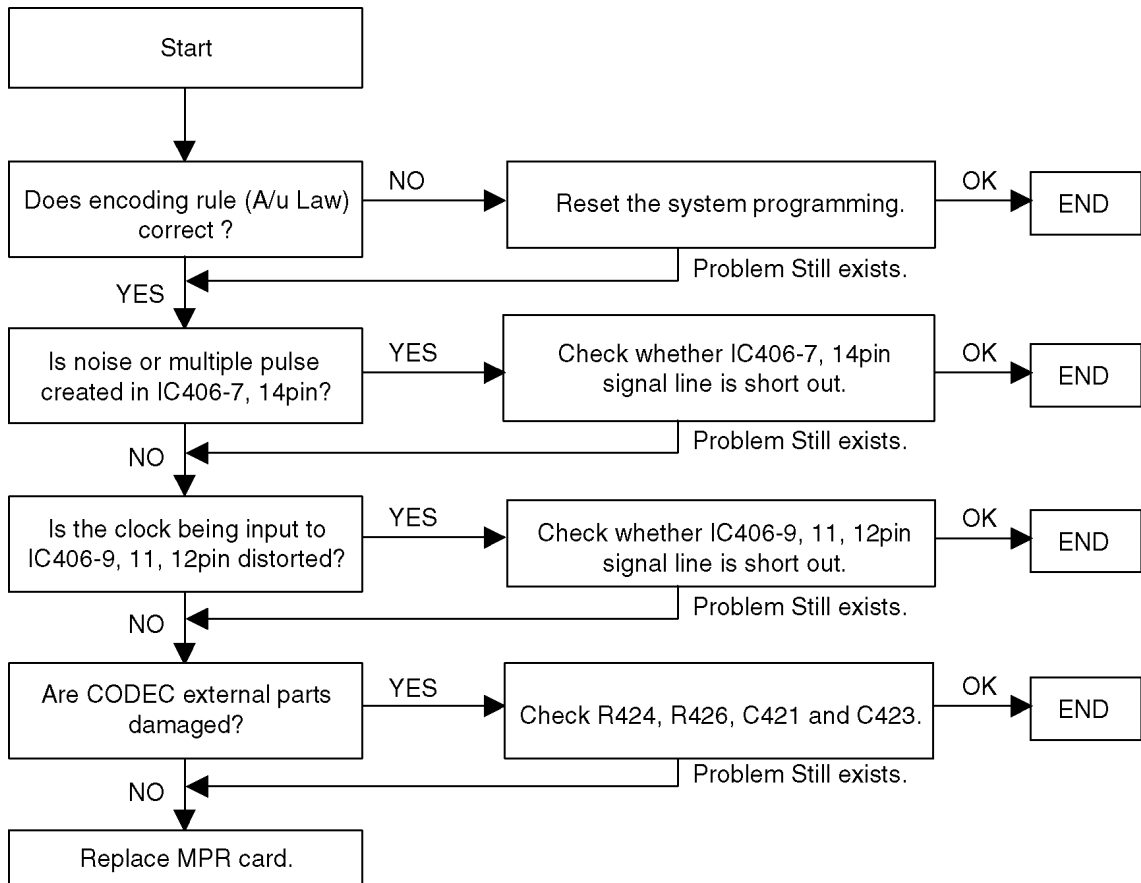 Start
Does encoding rule (A/u Law)
correct ?
NO
Reset the system programming.
OK
END
Problem Still exists.
YES
Is noise or multiple pulse
created in IC406-7, 14pin?
YES
Check whether IC406-7, 14pin
signal line is short out.
OK
END
Problem Still exists.
NO
Is the clock being input to
IC406-9, 11, 12pin distorted?
YES
Check whether IC406-9, 11, 12pin
signal line is short out.
OK
END
Problem Still exists.
NO
Are CODEC external parts
damaged?
YES
Check R424, R426, C421 and C423.
OK
END
Problem Still exists.
NO
Replace MPR card.